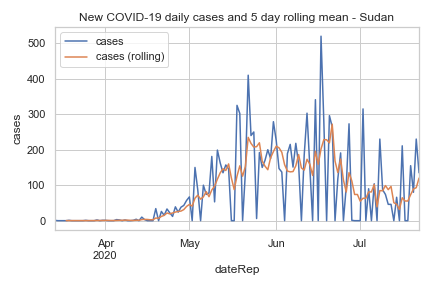 New COVID-19 daily cases and 5 day rolling mean - Sudan
cases
cases (rolling)
500
400
300
200
100
0
cases
Apr
2020
May
Jun
Jul
dateRep